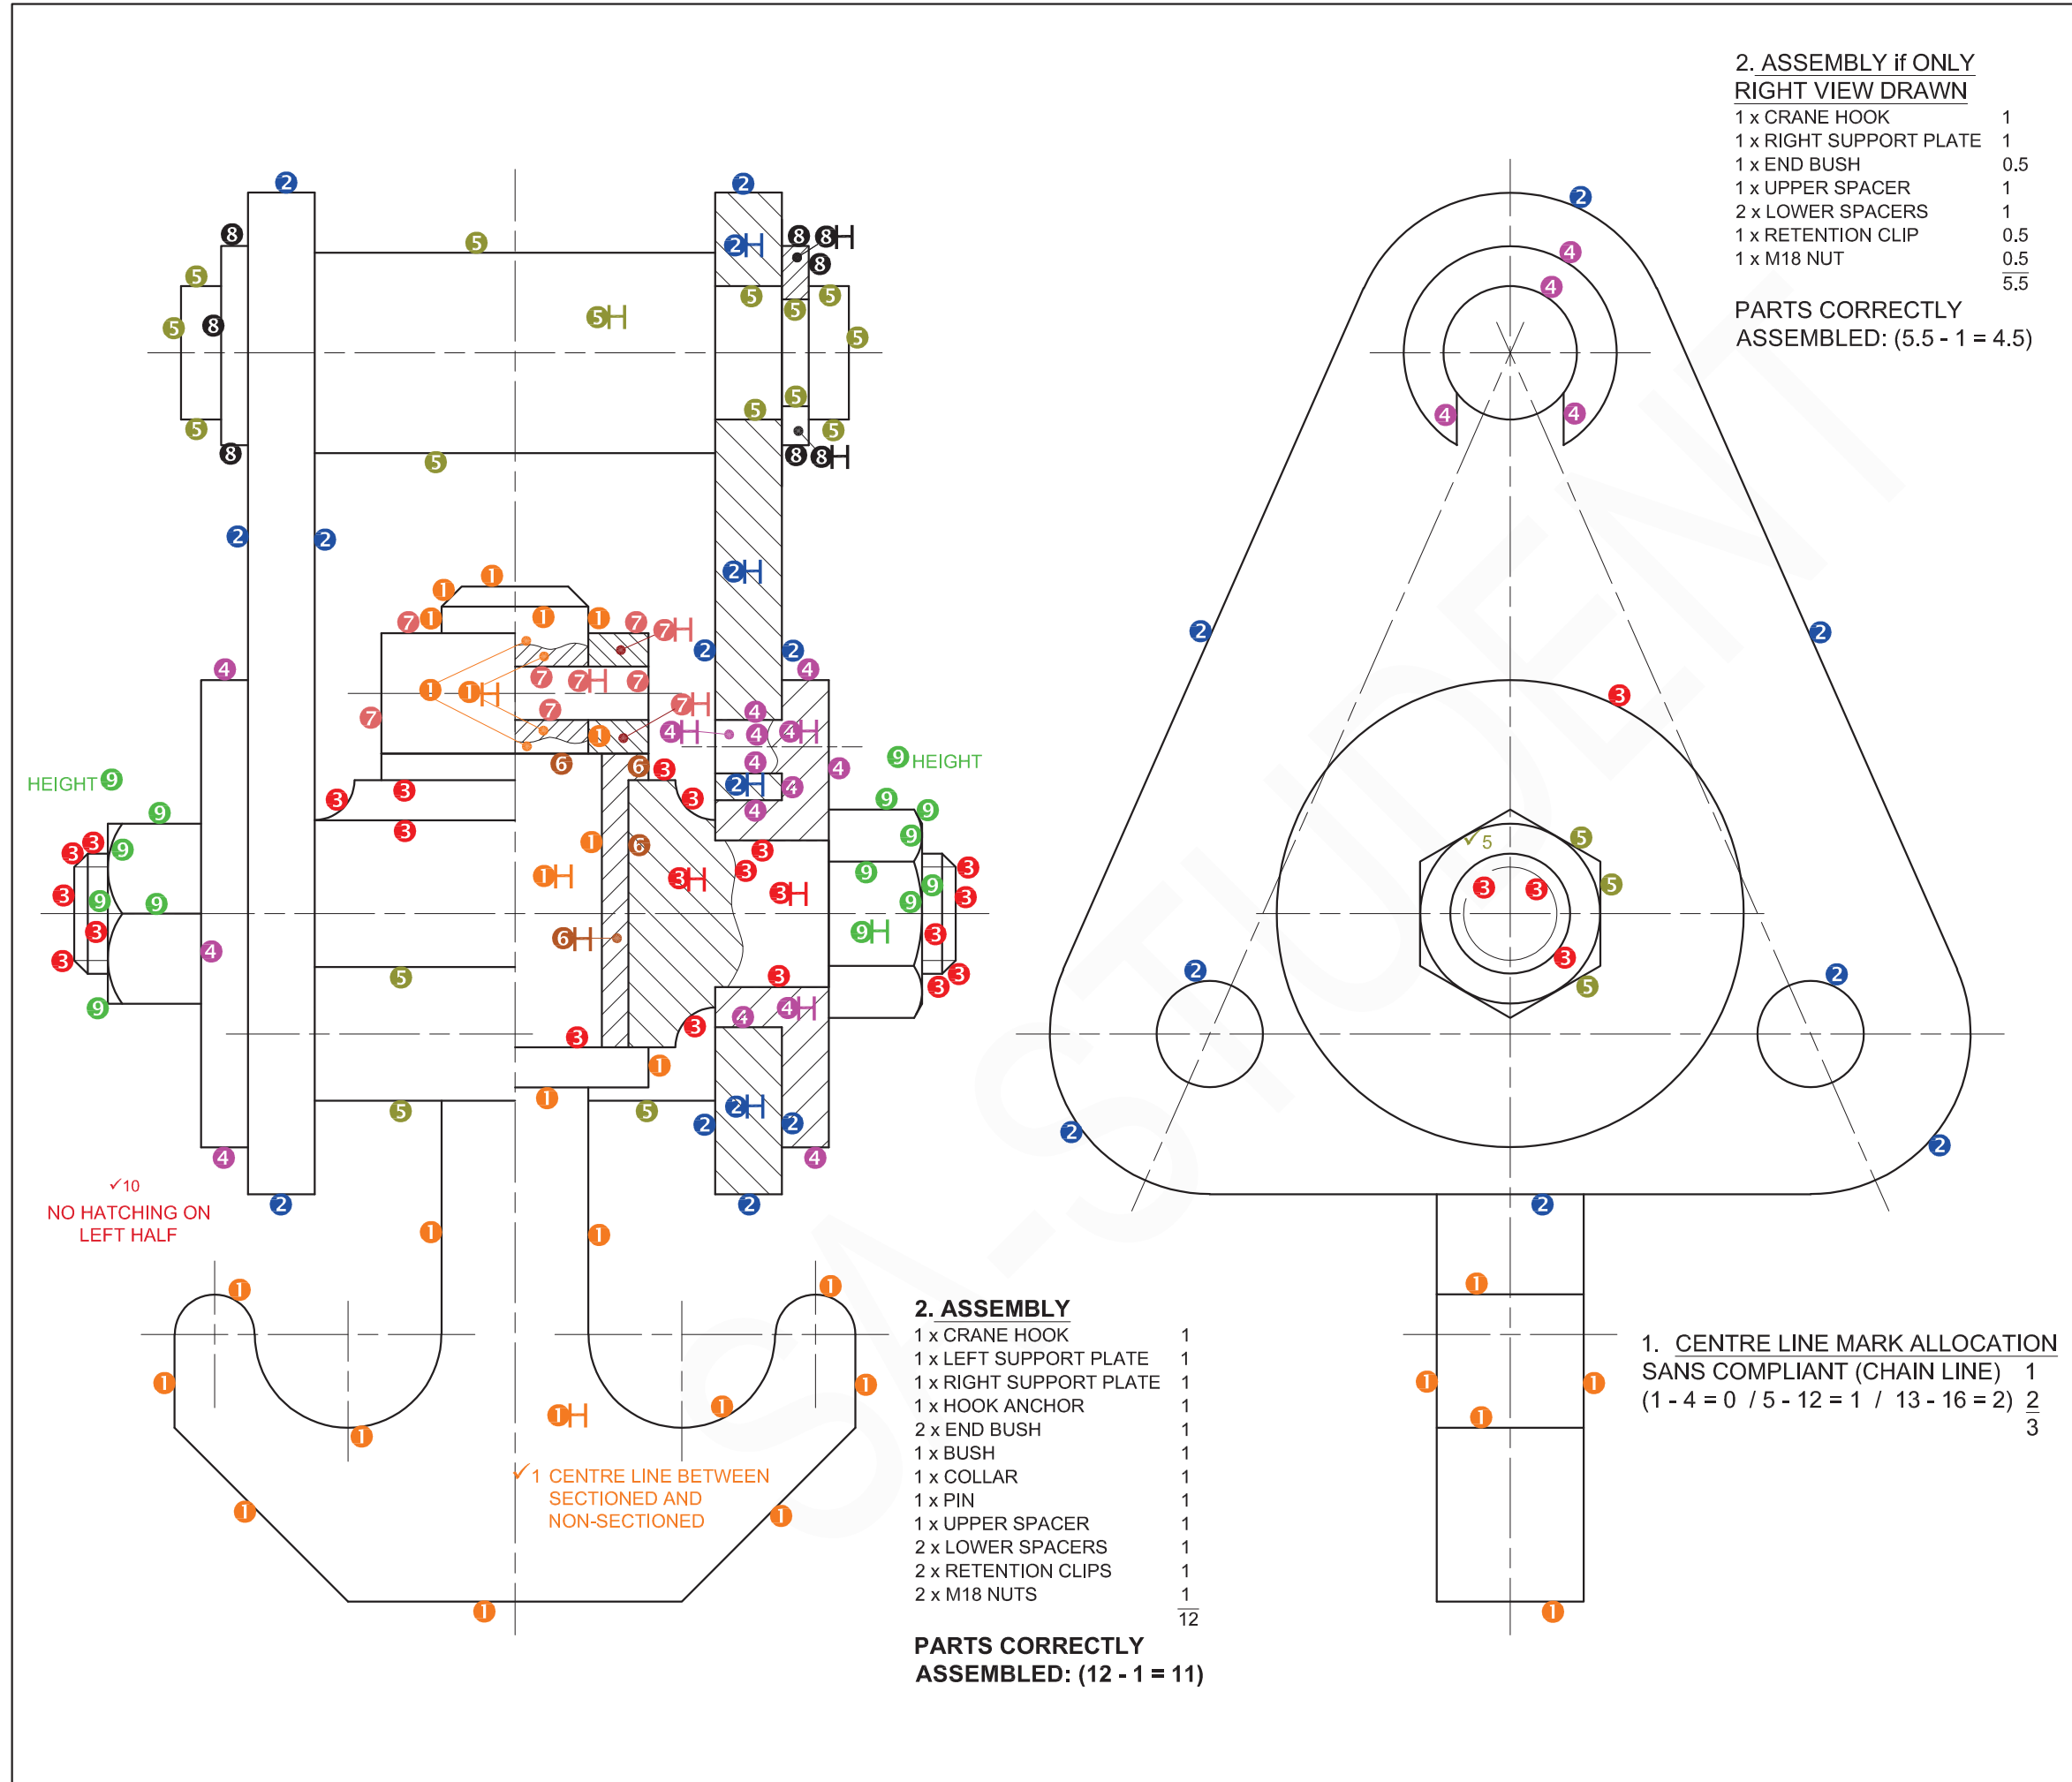 2. ASSEMBLY if ONLY
RIGHT VIEW DRAWN
1 x CRANE HOOK 1
1 x RIGHT SUPPORT PLATE 1
1 x END BUSH 0.5
1 x UPPER SPACER 1
2 x LOWER SPACERS 1
1 x RETENTION CLIP 0.5
1 x M18 NUT 0.5
5.5
PARTS CORRECTLY
ASSEMBLED: (5.5 - 1 = 4.5)
HEIGHT 9
9 HEIGHT
✓5
✓10
NO HATCHING ON
LEFT HALF
✓1 CENTRE LINE BETWEEN
SECTIONED AND
NON-SECTIONED
2. ASSEMBLY
1 x CRANE HOOK 1
1 x LEFT SUPPORT PLATE 1
1 x RIGHT SUPPORT PLATE 1
1 x HOOK ANCHOR 1
2 x END BUSH 1
1 x BUSH 1
1 x COLLAR 1
1 x PIN 1
1 x UPPER SPACER 1
2 x LOWER SPACERS 1
2 x RETENTION CLIPS 1
2 x M18 NUTS 1
12
PARTS CORRECTLY
ASSEMBLED: (12 - 1 = 11)
1. CENTRE LINE MARK ALLOCATION
SANS COMPLIANT (CHAIN LINE) 1
(1 - 4 = 0 / 5 - 12 = 1 / 13 - 16 = 2) 2
3
SA-STUDENT